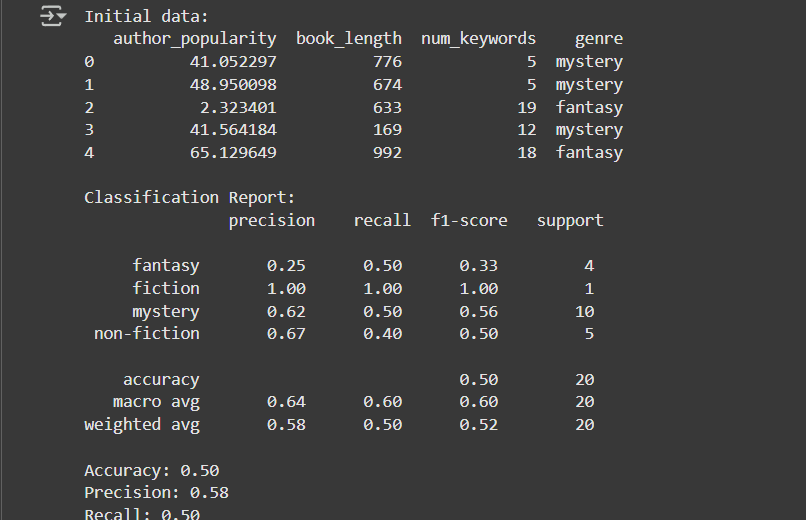 Initial data:
author_popularity book_length num_keywords genre
0 41.052297 776 5 mystery
1 48.950098 674 5 mystery
2 2.323401 633 19 fantasy
3 41.564184 169 12 mystery
4 65.129649 992 18 fantasy
Classification Report:
precision recall f1-score support
fantasy 0.25 0.50 0.33 4
fiction 1.00 1.00 1.00 1
mystery 0.62 0.50 0.56 10
non-fiction 0.67 0.40 0.50 5
accuracy 0.50 20
macro avg 0.64 0.60 0.60 20
weighted avg 0.58 0.50 0.52 20
Accuracy: 0.50
Precision: 0.58
Recall: 0.50